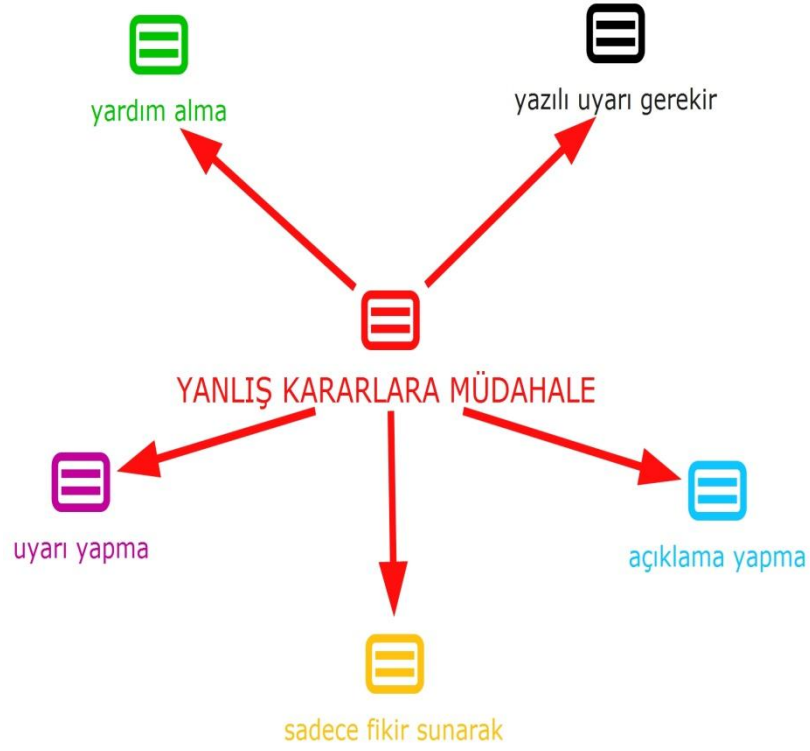 yardım alma
yazılı uyarı gerekir
YANLIŞ KARARLARA MÜDAHALE
uyarı yapma
açıklama yapma
sadece fikir sunarak